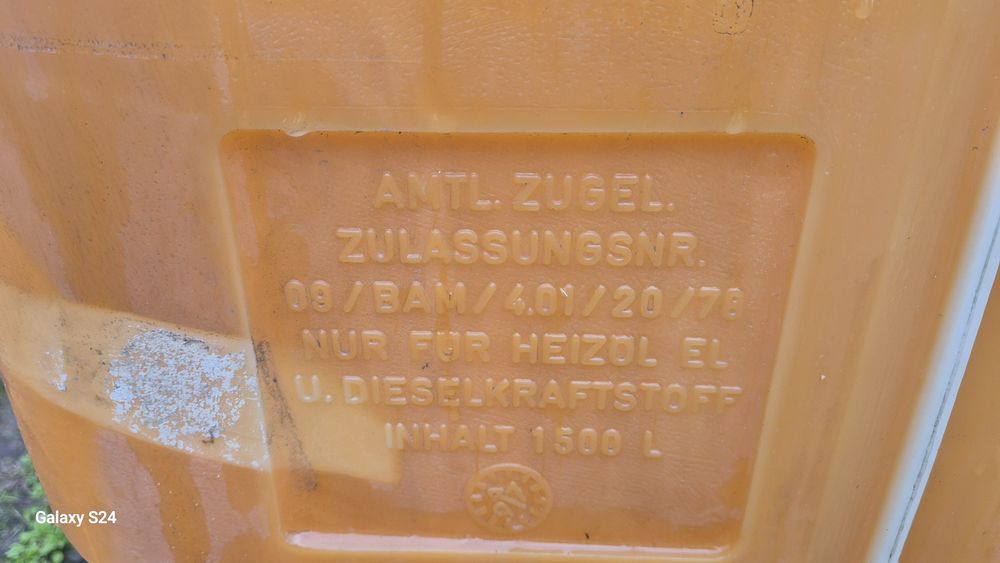 AMTL. ZUGEL.
ZULASSUNGSNR.
09/BAM/4.01/20/78
NUR FÜR HEIZÖL EL
U. DIESELKRAFTSTOFF
INHALT 1500 L
Galaxy S24